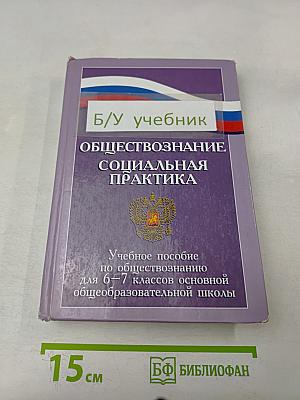 Б/У учебник
ОБЩЕСТВОЗНАНИЕ
СОЦИАЛЬНАЯ
ПРАКТИКА
Учебное пособие
по обществознанию
для 6–7 классов основной
общеобразовательной школы
15 см
БФ БИБЛИОФАН